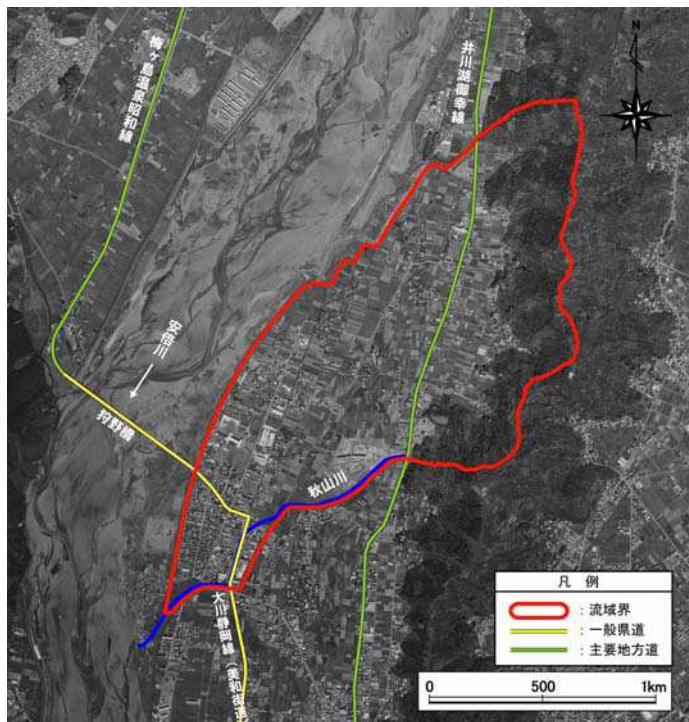 梅ヶ島温泉昭和線
井川湖御幸線
N
安倍川
狩野橋
秋山川
大川静岡線(美和街道)
凡　例
：流域界
：一般県道
：主要地方道
0 500 1km